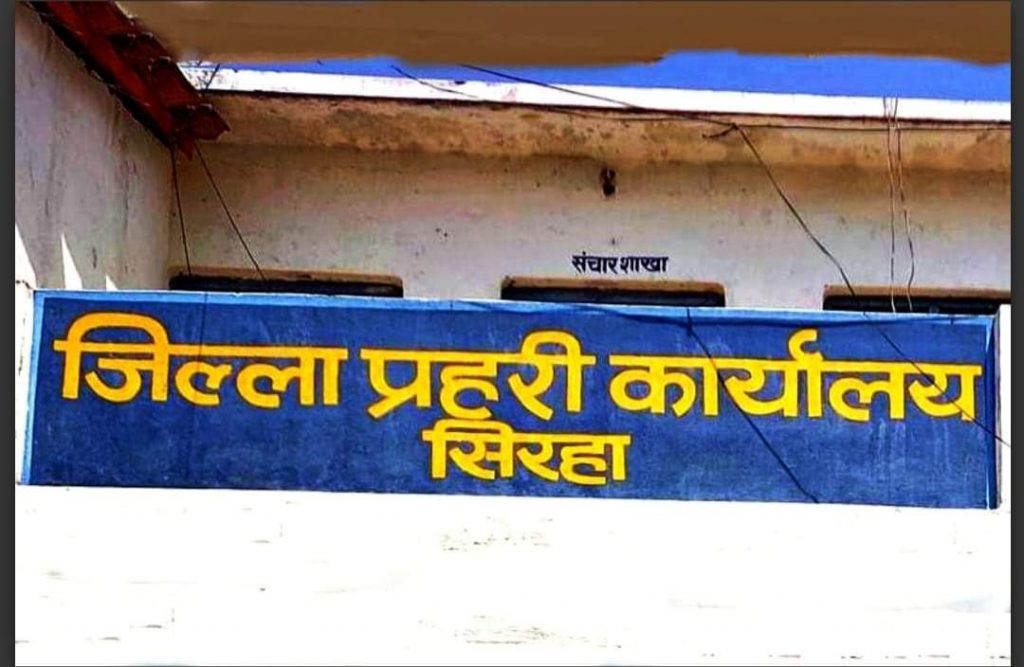 संचार शाखा
जिल्ला प्रहरी कार्यालय
सिरहा